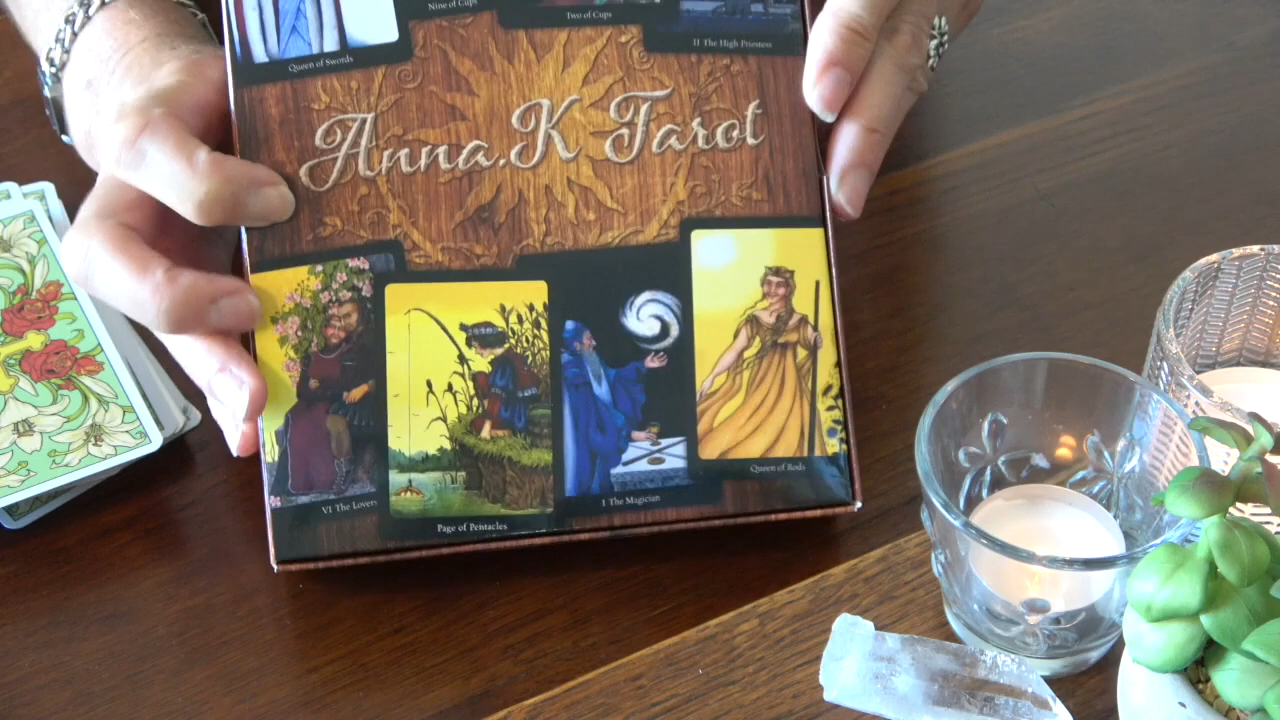 Nine of Cups
Two of Cups
II The High Priestess
Queen of Swords
Anna.K Tarot
VI The Lovers
Page of Pentacles
I The Magician
Queen of Rods